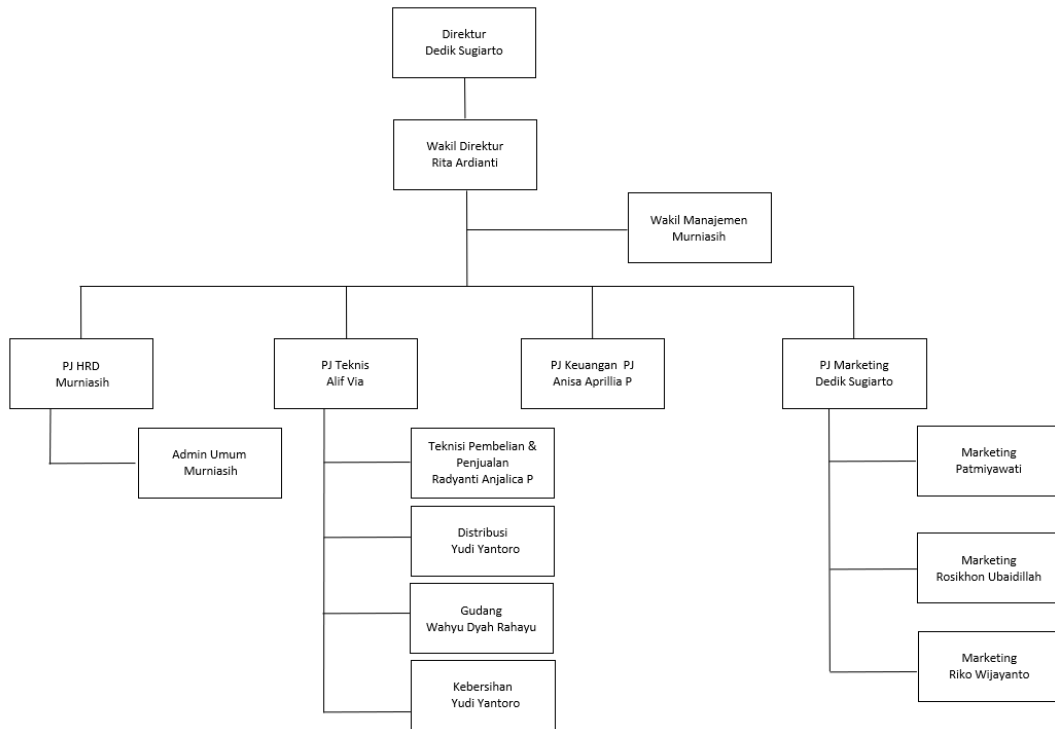 Direktur
Dedik Sugiarto
Wakil Direktur
Rita Ardianti
Wakil Manajemen
Murniasih
PJ HRD
Murniasih
PJ Teknis
Alif Via
PJ Keuangan PJ
Anisa Aprillia P
PJ Marketing
Dedik Sugiarto
Admin Umum
Murniasih
Teknisi Pembelian &
Penjualan
Radyanti Anjalica P
Distribusi
Yudi Yantoro
Gudang
Wahyu Dyah Rahayu
Kebersihan
Yudi Yantoro
Marketing
Patmiyawati
Marketing
Rosikhon Ubaidillah
Marketing
Riko Wijayanto